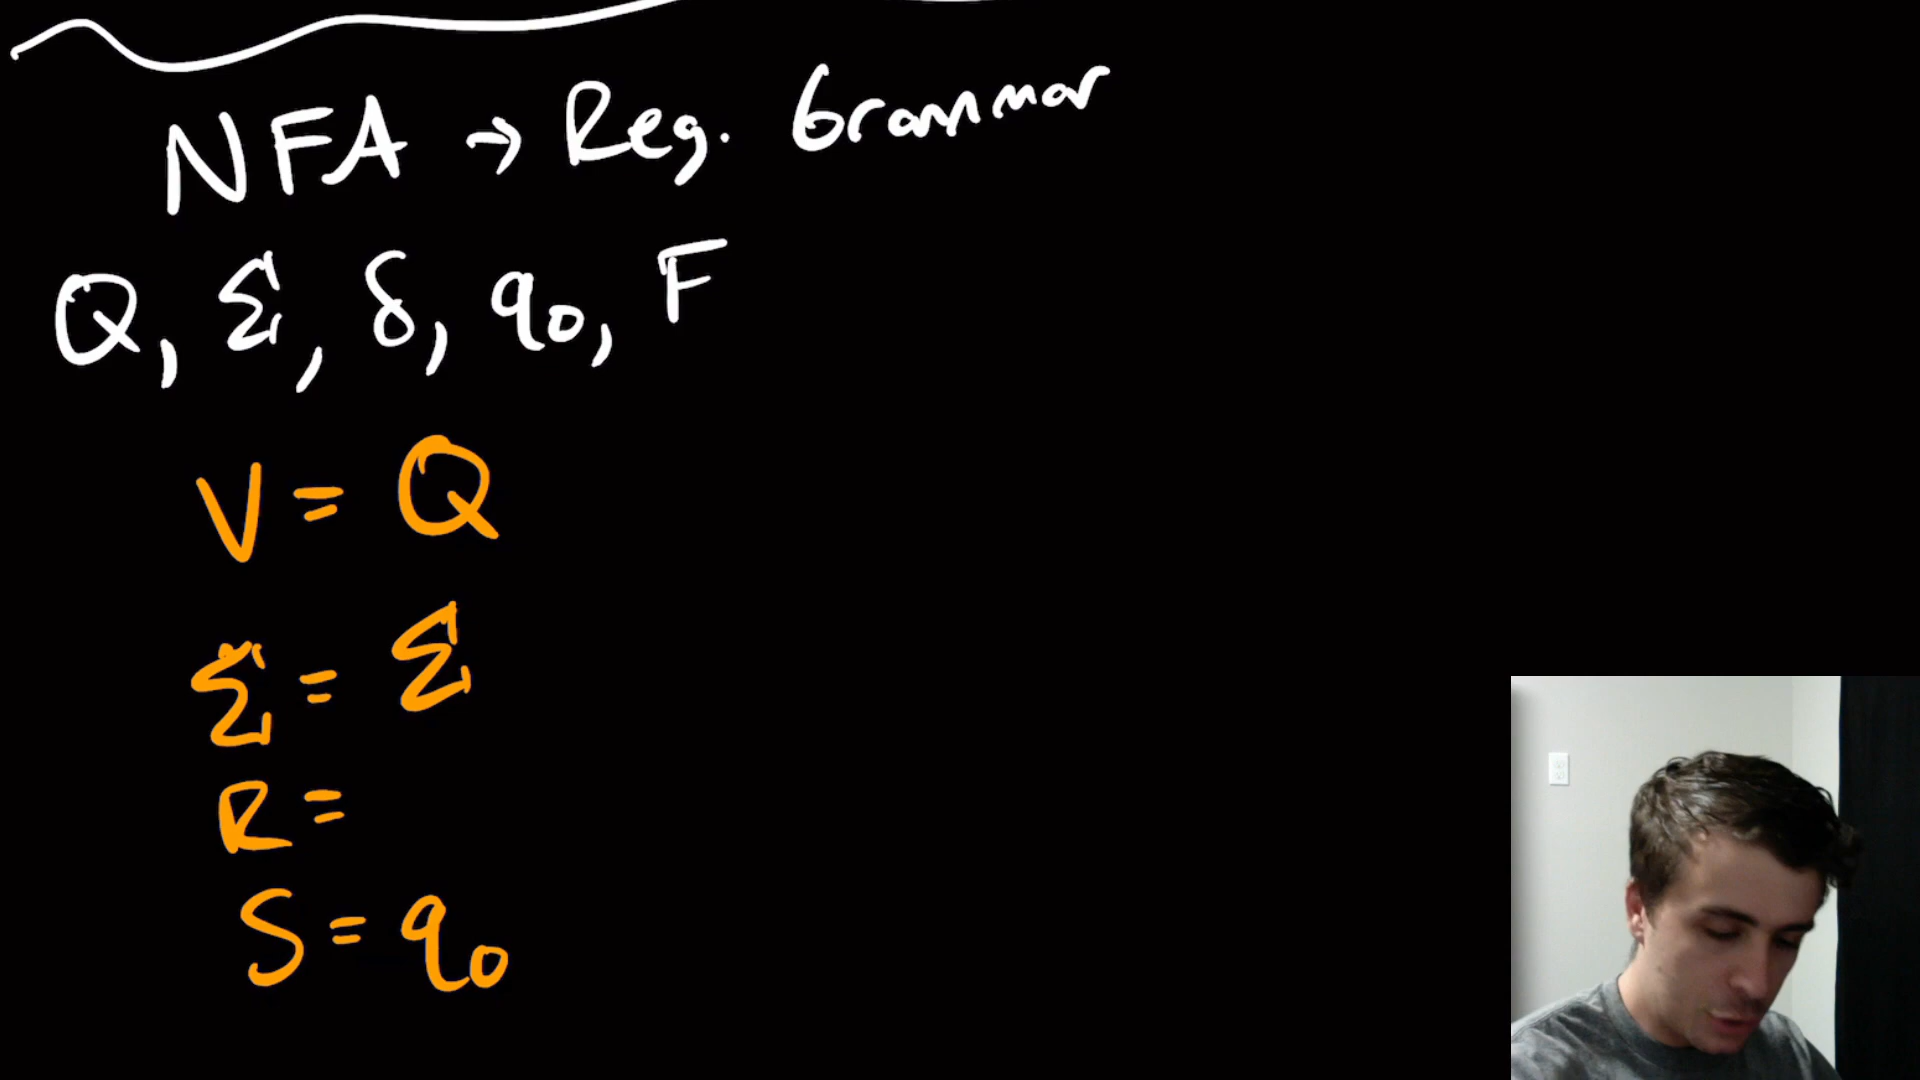 NFA → Reg. Grammar
Q, Σ, δ, q₀, F
V = Q
Σ = Σ
R =
S = q₀